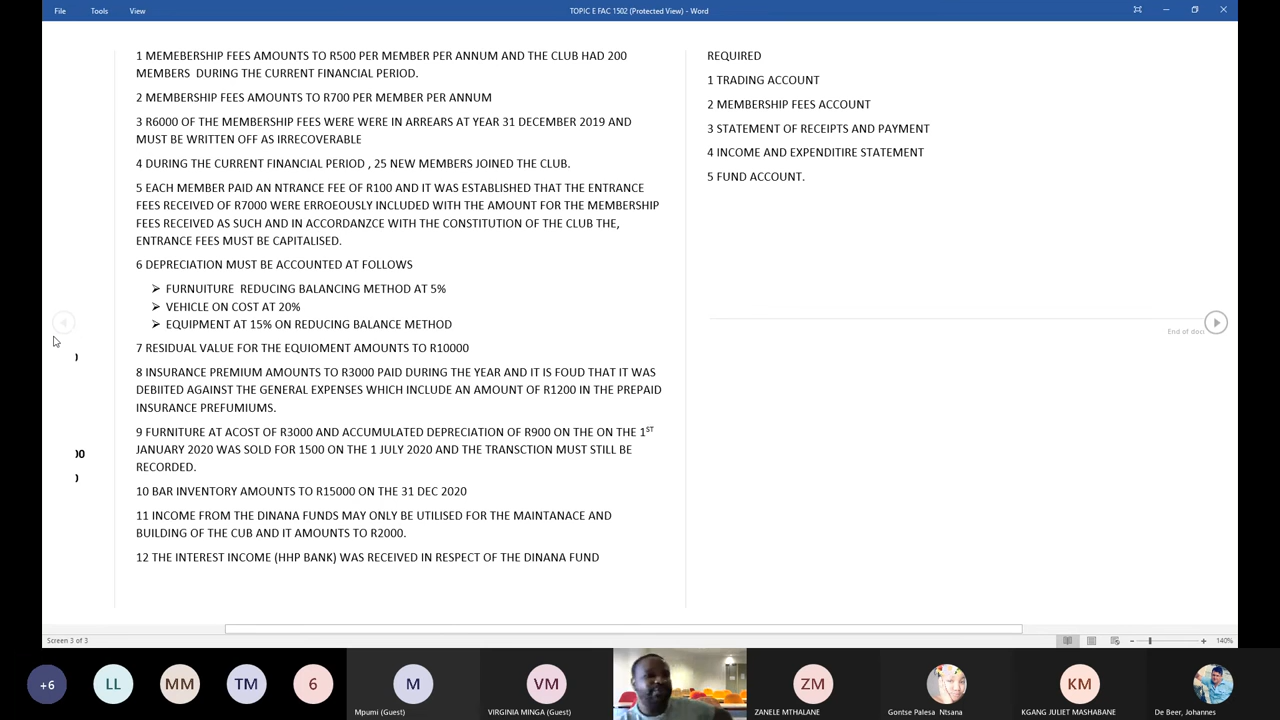 File Tools View TOPIC E FAC 1502 (Protected View) - Word
1 MEMEBERSHIP FEES AMOUNTS TO R500 PER MEMBER PER ANNUM AND THE CLUB HAD 200
MEMBERS DURING THE CURRENT FINANCIAL PERIOD.
2 MEMBERSHIP FEES AMOUNTS TO R700 PER MEMBER PER ANNUM
3 R6000 OF THE MEMBERSHIP FEES WERE WERE IN ARREARS AT YEAR 31 DECEMBER 2019 AND
MUST BE WRITTEN OFF AS IRRECOVERABLE
4 DURING THE CURRENT FINANCIAL PERIOD , 25 NEW MEMBERS JOINED THE CLUB.
5 EACH MEMBER PAID AN NTRANCE FEE OF R100 AND IT WAS ESTABLISHED THAT THE ENTRANCE
FEES RECEIVED OF R7000 WERE ERROEOUSLY INCLUDED WITH THE AMOUNT FOR THE MEMBERSHIP
FEES RECEIVED AS SUCH AND IN ACCORDANZCE WITH THE CONSTITUTION OF THE CLUB THE,
ENTRANCE FEES MUST BE CAPITALISED.
6 DEPRECIATION MUST BE ACCOUNTED AT FOLLOWS
➢ FURNUITURE REDUCING BALANCING METHOD AT 5%
➢ VEHICLE ON COST AT 20%
➢ EQUIPMENT AT 15% ON REDUCING BALANCE METHOD
7 RESIDUAL VALUE FOR THE EQUIOMENT AMOUNTS TO R10000
8 INSURANCE PREMIUM AMOUNTS TO R3000 PAID DURING THE YEAR AND IT IS FOUD THAT IT WAS
DEBIITED AGAINST THE GENERAL EXPENSES WHICH INCLUDE AN AMOUNT OF R1200 IN THE PREPAID
INSURANCE PREFUMIUMS.
9 FURNITURE AT ACOST OF R3000 AND ACCUMULATED DEPRECIATION OF R900 ON THE ON THE 1ST
JANUARY 2020 WAS SOLD FOR 1500 ON THE 1 JULY 2020 AND THE TRANSCTION MUST STILL BE
RECORDED.
10 BAR INVENTORY AMOUNTS TO R15000 ON THE 31 DEC 2020
11 INCOME FROM THE DINANA FUNDS MAY ONLY BE UTILISED FOR THE MAINTANACE AND
BUILDING OF THE CUB AND IT AMOUNTS TO R2000.
12 THE INTEREST INCOME (HHP BANK) WAS RECEIVED IN RESPECT OF THE DINANA FUND
REQUIRED
1 TRADING ACCOUNT
2 MEMBERSHIP FEES ACCOUNT
3 STATEMENT OF RECEIPTS AND PAYMENT
4 INCOME AND EXPENDITIRE STATEMENT
5 FUND ACCOUNT.
00
Screen 3 of 3 140%
+6 LL MM TM 6 M VM ZM KM
Mpumi (Guest) VIRGINIA MINGA (Guest) ZANELE MTHALANE Gontse Palesa Ntsana KGANG JULIET MASHABANE De Beer, Johannes